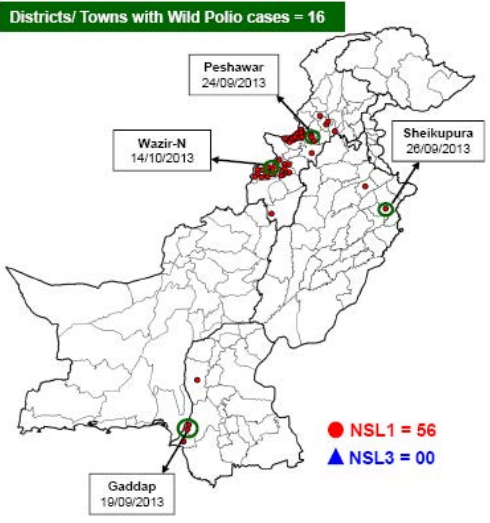 Districts/ Towns with Wild Polio cases = 16
Peshawar
24/09/2013
Wazir-N
14/10/2013
Sheikupura
26/09/2013
NSL1 = 56
NSL3 = 00
Gaddap
19/09/2013